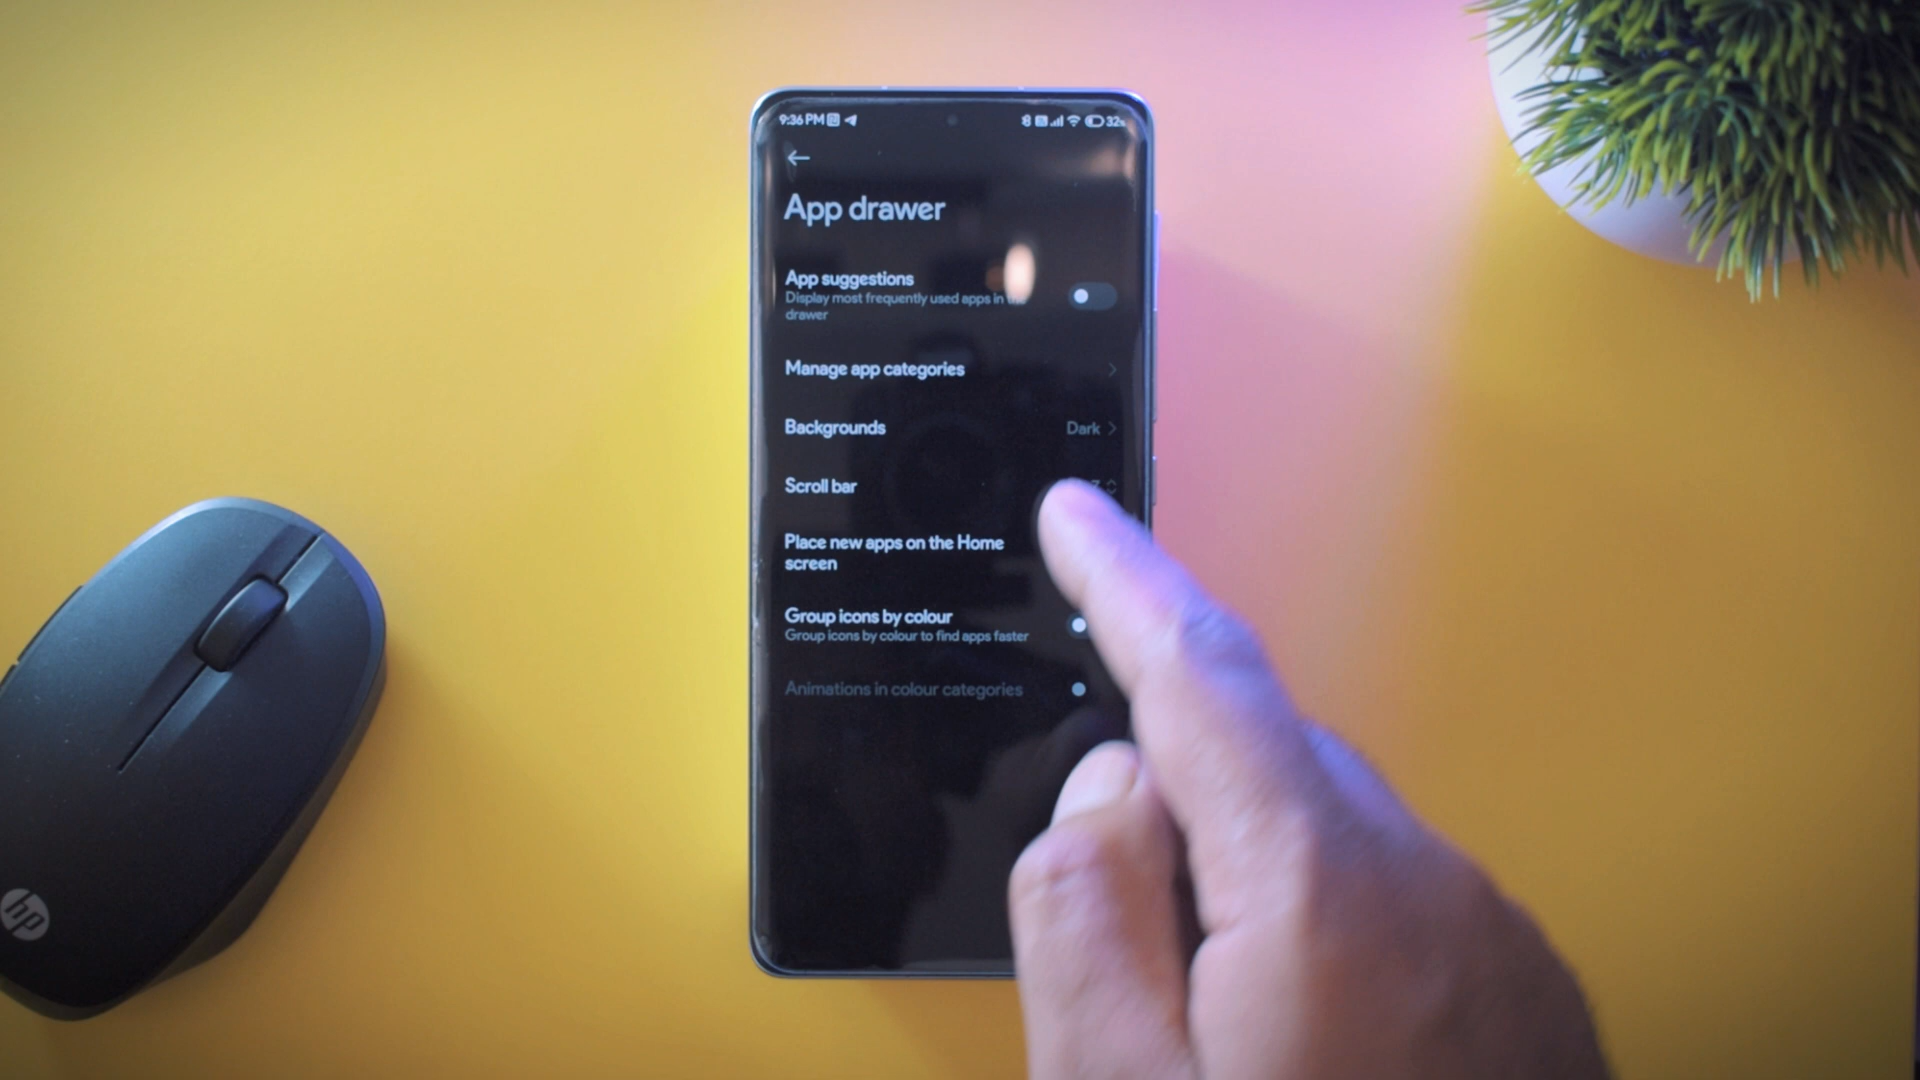 9:36 PM
32
App drawer
App suggestions
Display most frequently used apps in
drawer
Manage app categories
Backgrounds
Dark
Scroll bar
Place new apps on the Home
screen
Group icons by colour
Group icons by colour to find apps faster
Animations in colour categories
hp